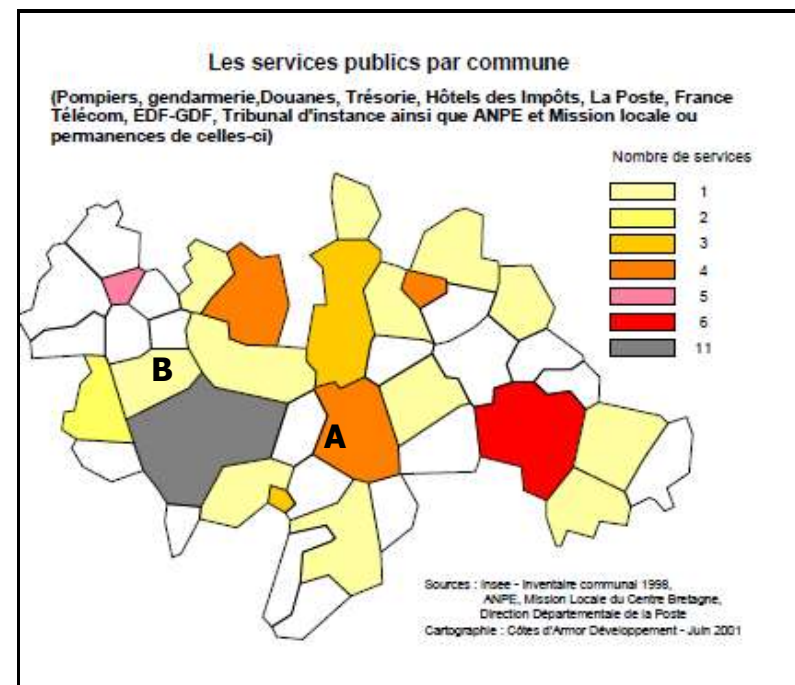 Les services publics par commune
(Pompiers, gendarmerie,Douanes, Trésorie, Hôtels des Impôts, La Poste, France
Télécom, EDF-GDF, Tribunal d'instance ainsi que ANPE et Mission locale ou
permanences de celles-ci)
Nombre de services
1
2
3
4
5
6
11
B
A
Sources : Insee - Inventaire communal 1998,
ANPE, Mission Locale du Centre Bretagne,
Direction Départementale de la Poste
Cartographie : Côtes d'Armor Développement - Juin 2001